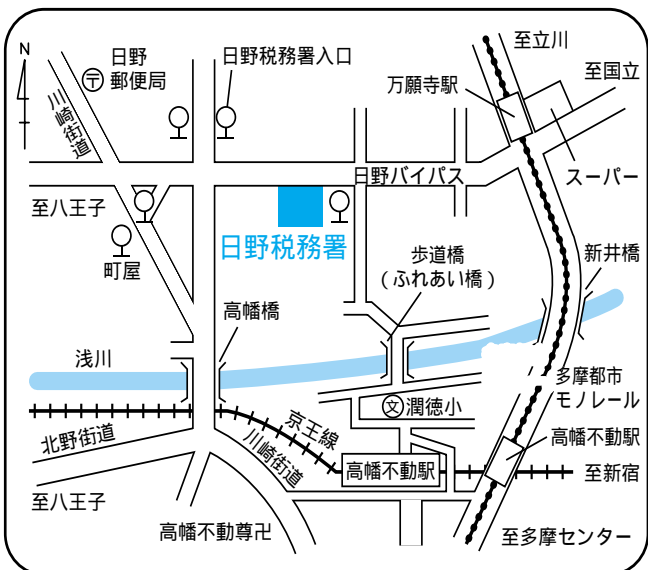 N
日野
郵便局
〒
日野税務署入口
至立川
至国立
万願寺駅
川崎街道
日野バイパス
スーパー
至八王子
日野税務署
町屋
歩道橋
(ふれあい橋)
新井橋
高幡橋
浅川
多摩都市
モノレール
文
潤徳小
高幡不動駅
京王線
北野街道
川崎街道
高幡不動駅
至新宿
至八王子
高幡不動尊卍
至多摩センター